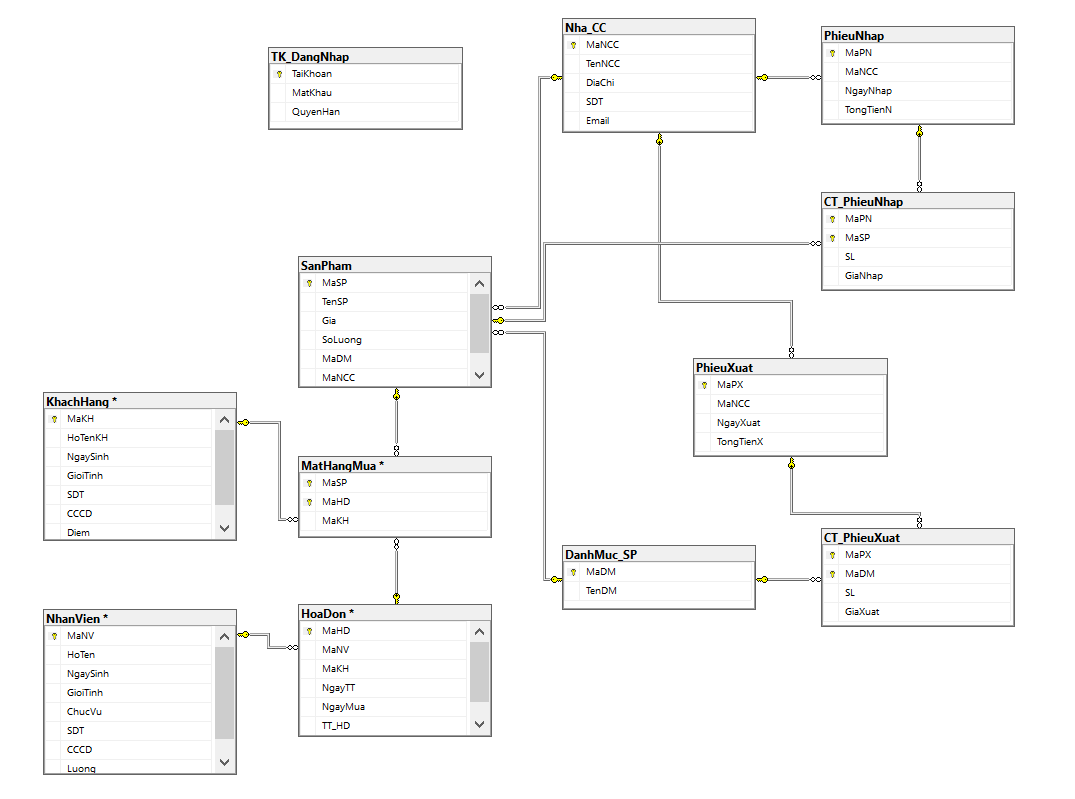 TK_DangNhap
TaiKhoan
MatKhau
QuyenHan
Nha_CC
MaNCC
TenNCC
DiaChi
SDT
Email
PhieuNhap
MaPN
MaNCC
NgayNhap
TongTienN
CT_PhieuNhap
MaPN
MaSP
SL
GiaNhap
SanPham
MaSP
TenSP
Gia
SoLuong
MaDM
MaNCC
PhieuXuat
MaPX
MaNCC
NgayXuat
TongTienX
KhachHang *
MaKH
HoTenKH
NgaySinh
GioiTinh
SDT
CCCD
Diem
MatHangMua *
MaSP
MaHD
MaKH
DanhMuc_SP
MaDM
TenDM
CT_PhieuXuat
MaPX
MaDM
SL
GiaXuat
NhanVien *
MaNV
HoTen
NgaySinh
GioiTinh
ChucVu
SDT
CCCD
Luong
HoaDon *
MaHD
MaNV
MaKH
NgayTT
NgayMua
TT_HD